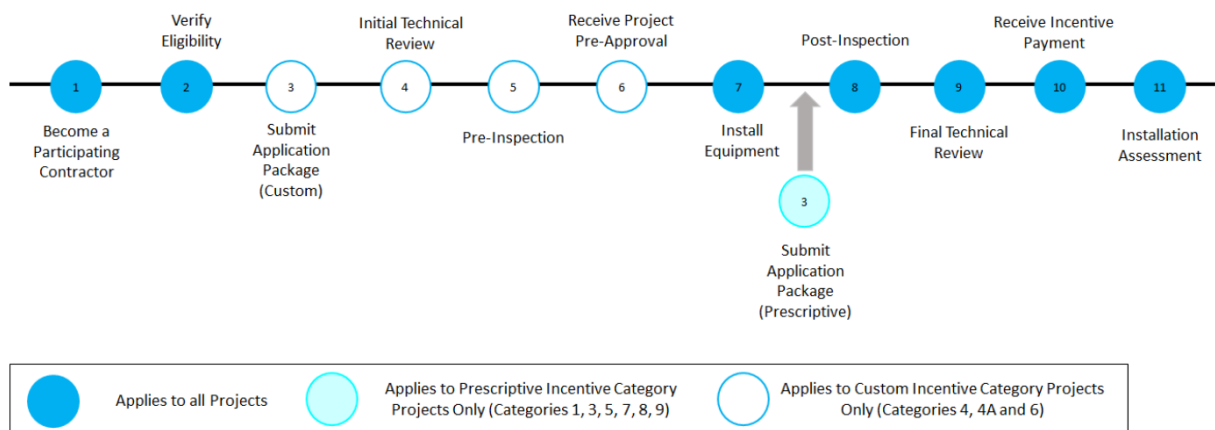 Verify
Eligibility
Initial Technical
Review
Receive Project
Pre-Approval
Post-Inspection
Receive Incentive
Payment
1
2
3
4
5
6
7
8
9
10
11
Become a
Participating
Contractor
Submit
Application
Package
(Custom)
Pre-Inspection
Install
Equipment
Final Technical
Review
Installation
Assessment
3
Submit
Application
Package
(Prescriptive)
Applies to all Projects
Applies to Prescriptive Incentive Category
Projects Only (Categories 1, 3, 5, 7, 8, 9)
Applies to Custom Incentive Category Projects
Only (Categories 4, 4A and 6)